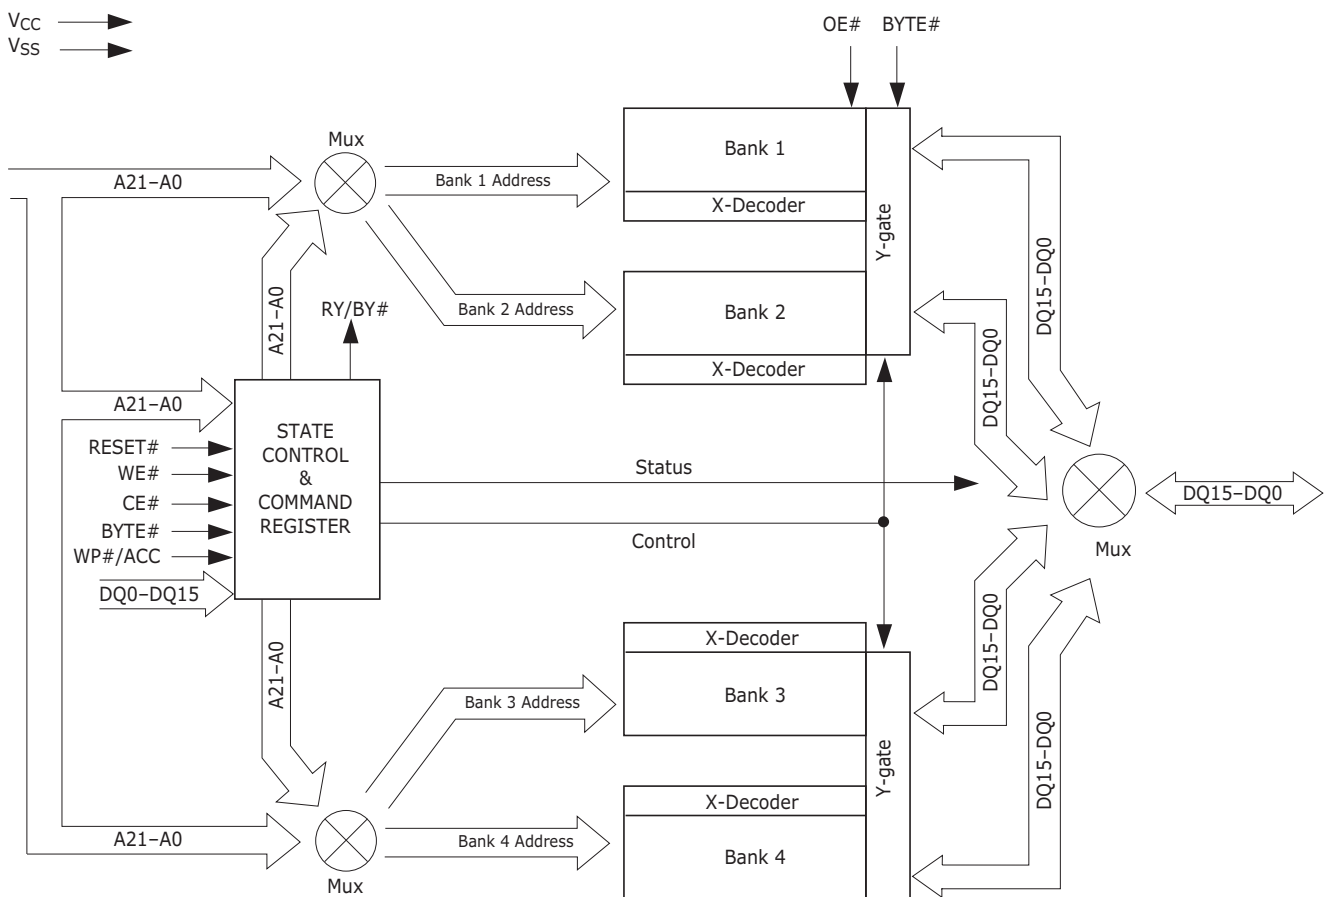 VCC
VSS
OE# BYTE#
Mux
A21–A0
Bank 1 Address
Bank 1
X-Decoder
Y-gate
DQ15–DQ0
A21–A0
RY/BY#
Bank 2 Address
Bank 2
X-Decoder
DQ15–DQ0
A21–A0
RESET#
WE#
CE#
BYTE#
WP#/ACC
DQ0–DQ15
STATE
CONTROL
&
COMMAND
REGISTER
Status
Control
DQ15–DQ0
Mux
A21–A0
Bank 3 Address
X-Decoder
Bank 3
Y-gate
DQ15–DQ0
DQ15–DQ0
A21–A0
Mux
Bank 4 Address
X-Decoder
Bank 4